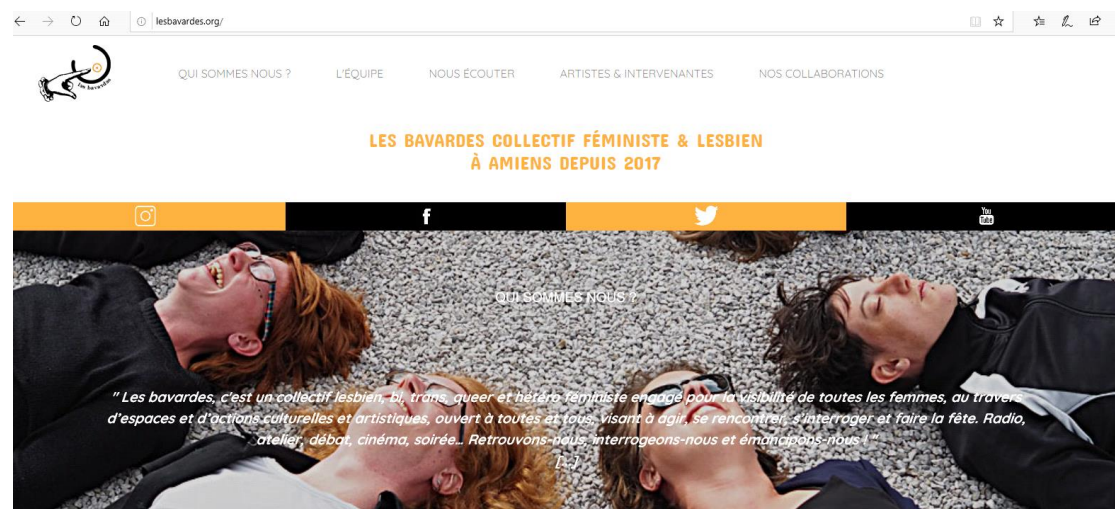 lesbavardes.org/
les bavardes
QUI SOMMES NOUS ?
L'ÉQUIPE
NOUS ÉCOUTER
ARTISTES & INTERVENANTES
NOS COLLABORATIONS
LES BAVARDES COLLECTIF FÉMINISTE & LESBIEN
À AMIENS DEPUIS 2017
You
Tube
QUI SOMMES NOUS ?
" Les bavardes, c'est un collectif lesbien, bi, trans, queer et hétéro féministe engagé pour la visibilité de toutes les femmes, au travers
d'espaces et d'actions culturelles et artistiques, ouvert à toutes et tous, visant à agir, se rencontrer, s'interroger et faire la fête. Radio,
atelier, débat, cinéma, soirée... Retrouvons-nous, interrogeons-nous et émancipons-nous ! "
[...]